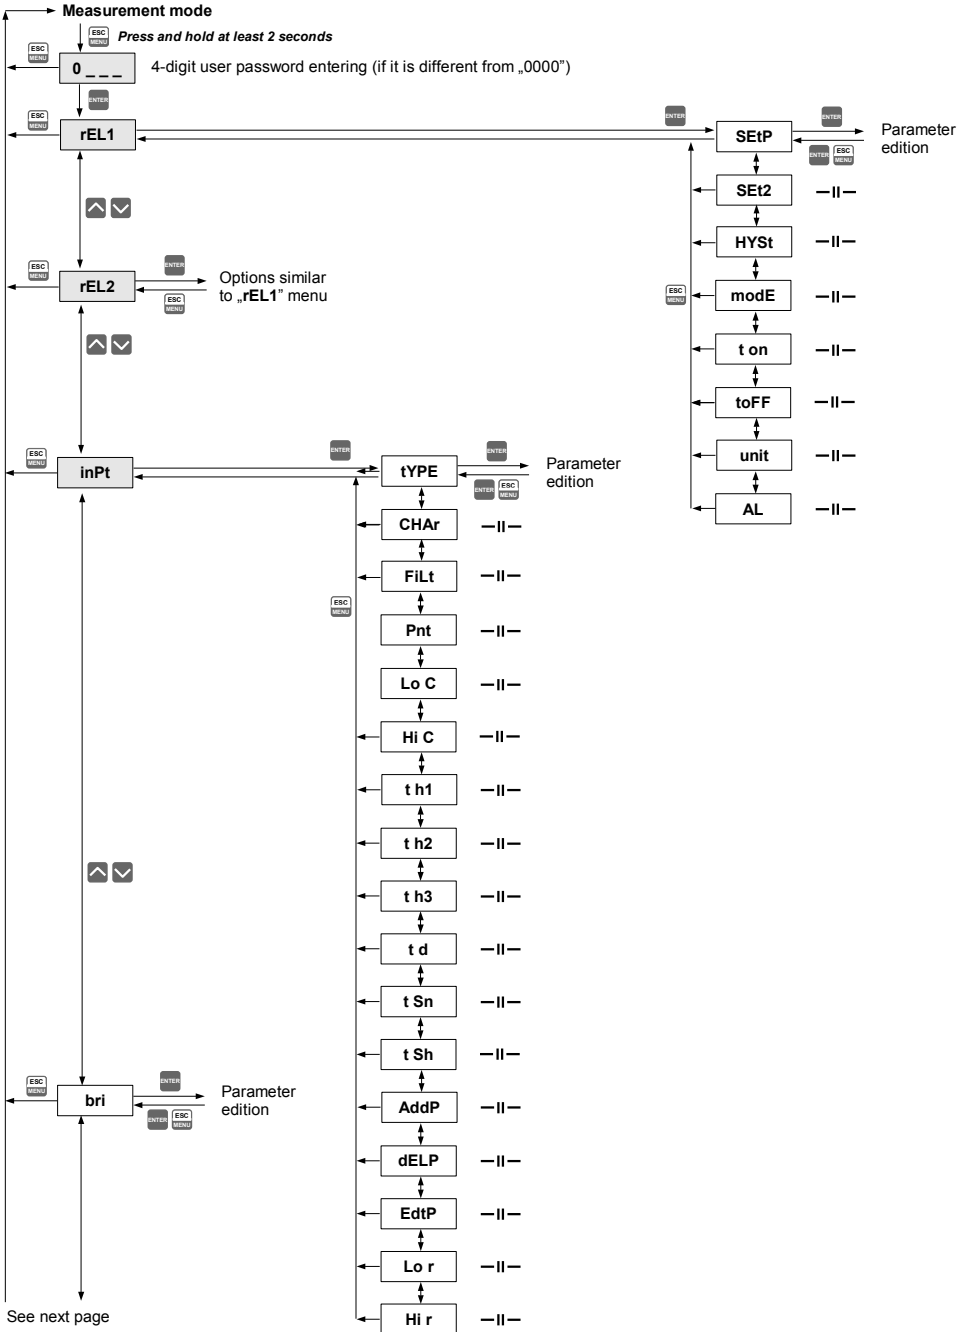 Measurement mode
ESC
MENU
Press and hold at least 2 seconds
ESC
MENU
0 _ _ _
4-digit user password entering (if it is different from „0000")
ENTER
ESC
MENU
rEL1
ENTER
SEtP
ENTER
ENTER
ESC
MENU
Parameter
edition
SEt2
—II—
HYSt
—II—
ESC
MENU
rEL2
ENTER
ESC
MENU
Options similar
to „rEL1" menu
ESC
MENU
modE
—II—
t on
—II—
toFF
—II—
unit
—II—
AL
—II—
ESC
MENU
inPt
ENTER
tYPE
ENTER
ENTER
ESC
MENU
Parameter
edition
CHAr
—II—
FiLt
—II—
ESC
MENU
Pnt
—II—
Lo C
—II—
Hi C
—II—
t h1
—II—
t h2
—II—
t h3
—II—
t d
—II—
t Sn
—II—
t Sh
—II—
ESC
MENU
bri
ENTER
ENTER
ESC
MENU
Parameter
edition
AddP
—II—
dELP
—II—
EdtP
—II—
Lo r
—II—
Hi r
—II—
See next page